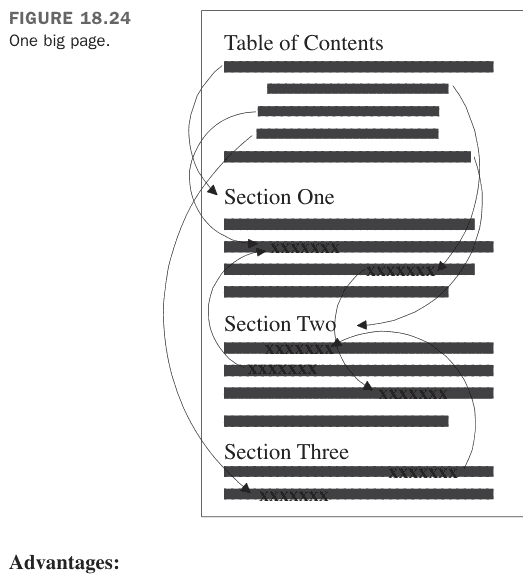 FIGURE 18.24
One big page.
Table of Contents
Section One
XXXXXXX
XXXXXXX
Section Two
XXXXXXX
XXXXXXX
XXXXXXX
Section Three
XXXXXXX
XXXXXXX
Advantages: